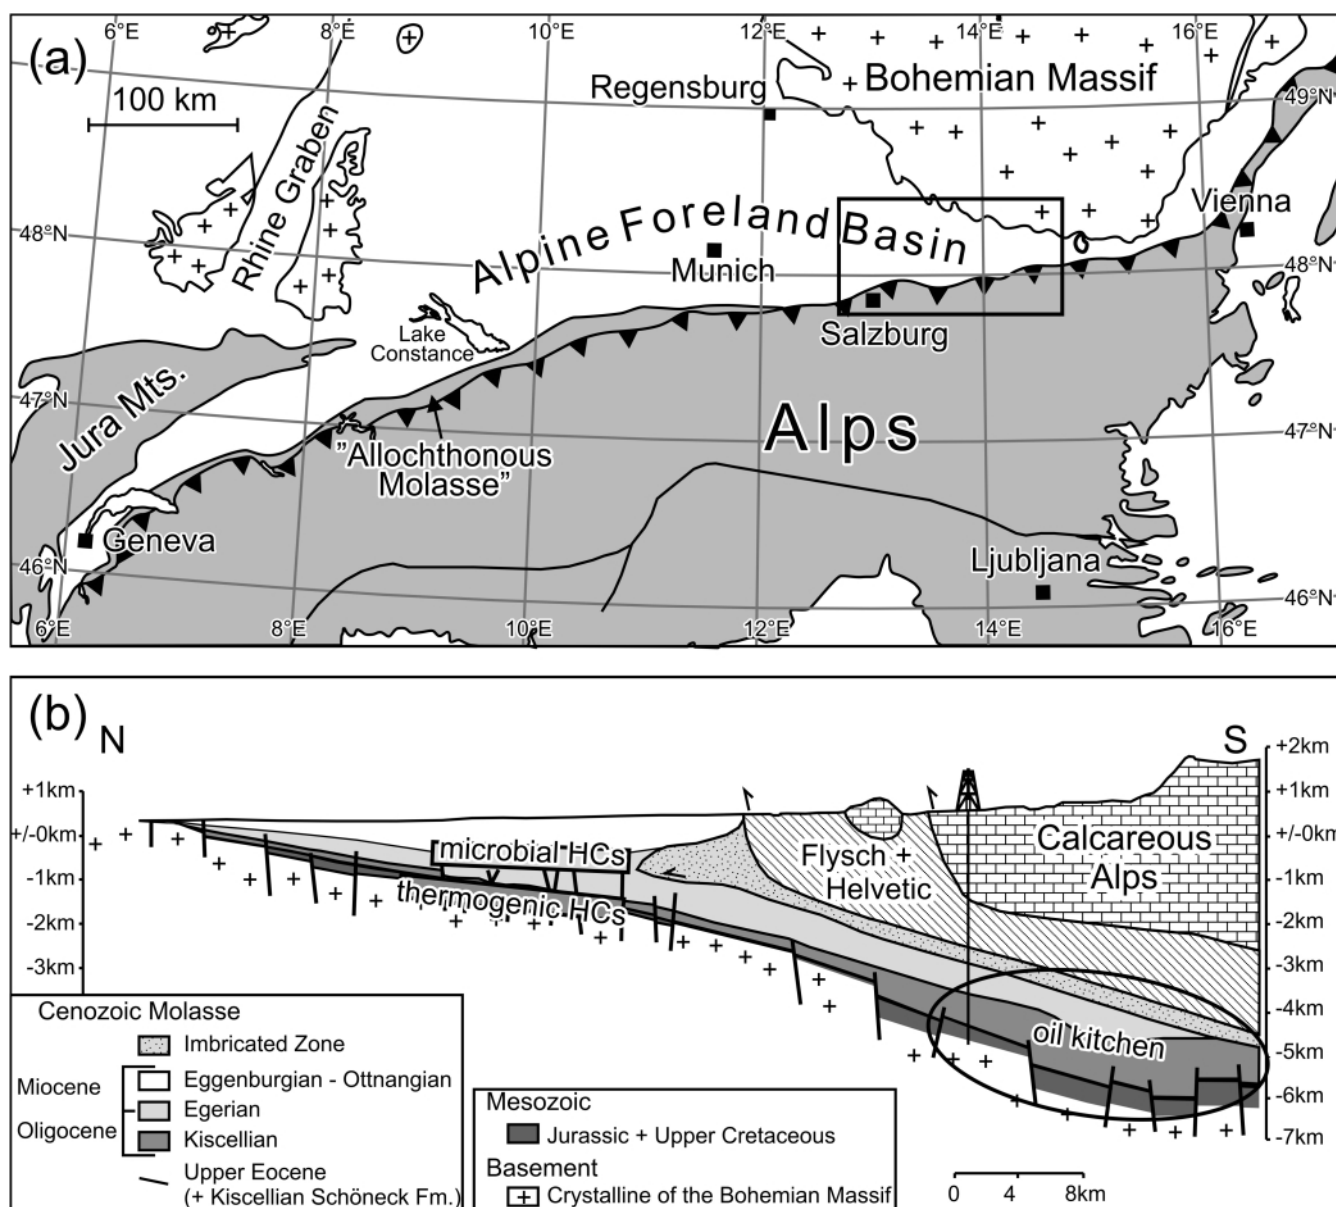 (a)
6°E
8°E
10°E
12°E
14°E
16°E
Regensburg
Bohemian Massif
49°N
100 km
Rhine Graben
Vienna
48°N
Alpine Foreland Basin
Munich
48°N
Lake
Constance
Salzburg
47°N
Jura Mts.
Alps
47°N
"Allochthonous
Molasse"
Geneva
Ljubljana
46°N
46°N
6°E
8°E
10°E
12°E
14°E
16°E
(b)
N
S
+2km
+1km
+1km
+/-0km
+/-0km
microbial HCs
Flysch +
Helvetic
Calcareous
Alps
-1km
-1km
thermogenic HCs
-2km
-2km
-3km
-3km
-4km
oil kitchen
-5km
-6km
-7km
Cenozoic Molasse
Imbricated Zone
Miocene
Eggenburgian - Ottnangian
Egerian
Oligocene
Kiscellian
Upper Eocene
(+ Kiscellian Schöneck Fm.)
Mesozoic
Jurassic + Upper Cretaceous
Basement
Crystalline of the Bohemian Massif
0 4 8km